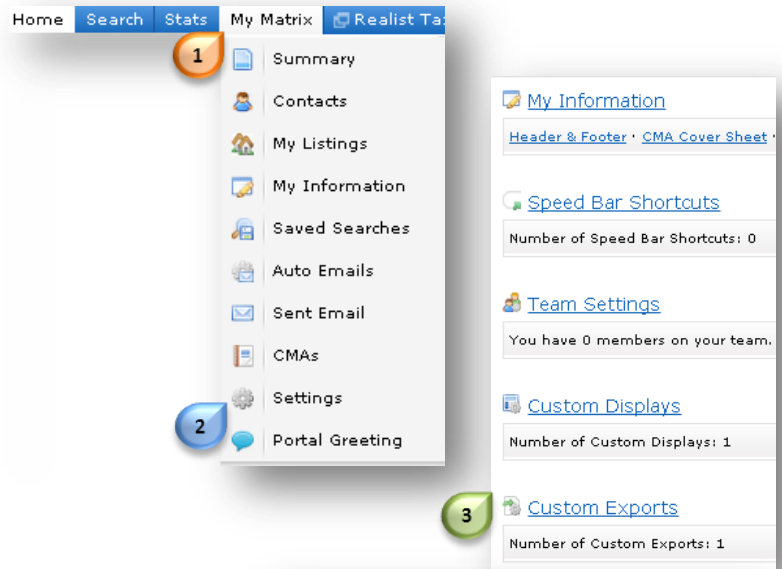 Home Search Stats My Matrix Realist Ta
1
Summary
Contacts
My Listings
My Information
Saved Searches
Auto Emails
Sent Email
CMAs
Settings
2
Portal Greeting
My Information
Header & Footer · CMA Cover Sheet ·
Speed Bar Shortcuts
Number of Speed Bar Shortcuts: 0
Team Settings
You have 0 members on your team.
Custom Displays
Number of Custom Displays: 1
3
Custom Exports
Number of Custom Exports: 1